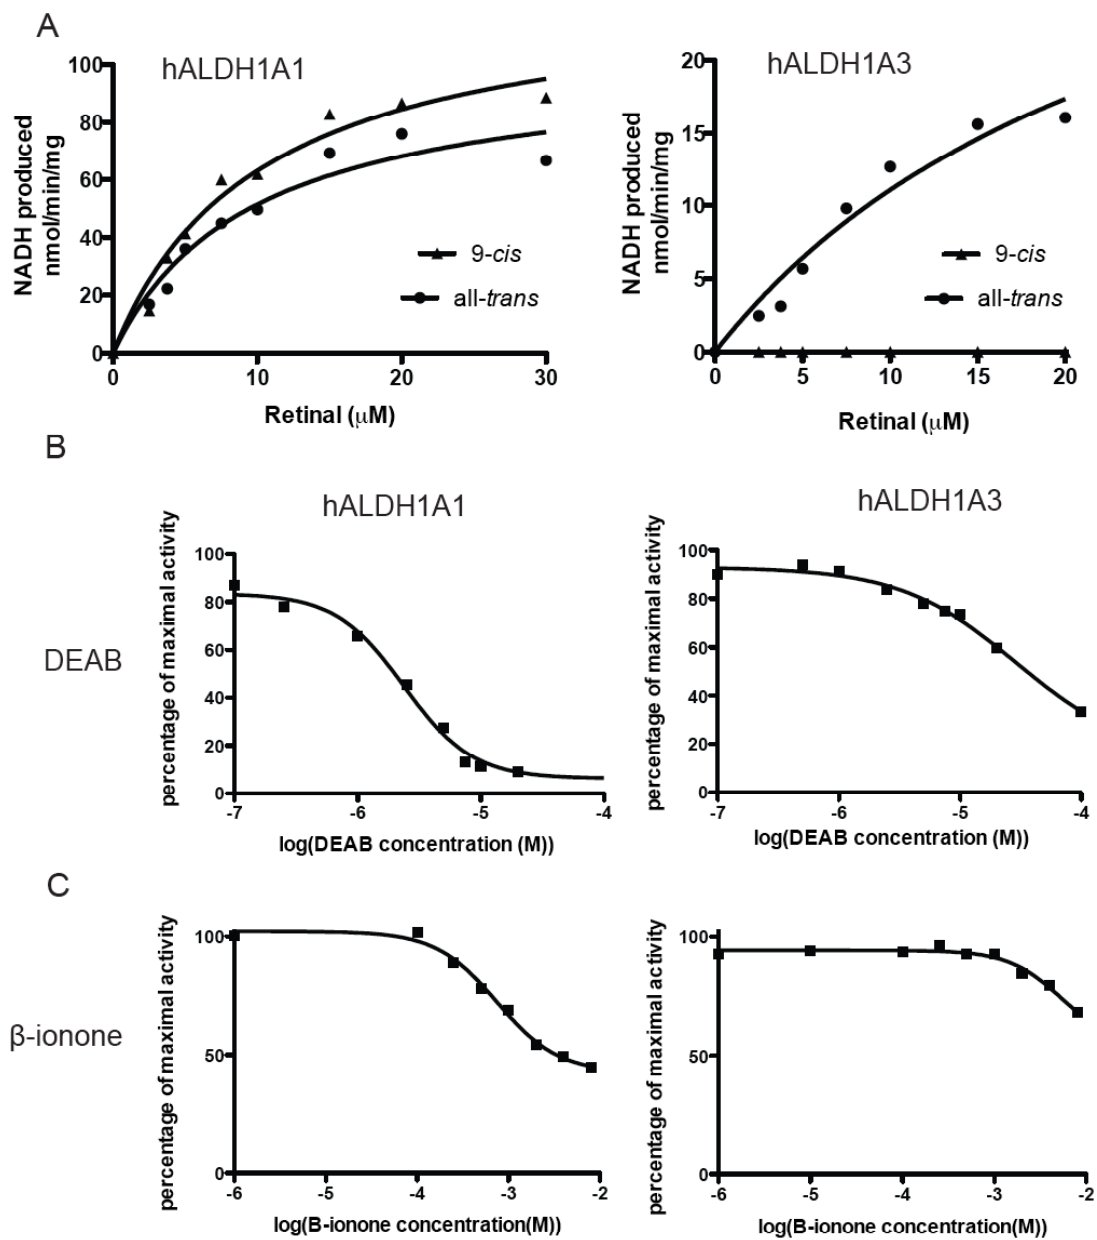 A
hALDH1A1
NADH produced
nmol/min/mg
100
80
60
40
20
0
0
10
20
30
9-cis
all-trans
Retinal (μM)
hALDH1A3
NADH produced
nmol/min/mg
20
15
10
5
0
0
5
10
15
20
9-cis
all-trans
Retinal (μM)
B
DEAB
hALDH1A1
percentage of maximal activity
100
80
60
40
20
0
-7
-6
-5
-4
log(DEAB concentration (M))
hALDH1A3
percentage of maximal activity
100
80
60
40
20
0
-7
-6
-5
-4
log(DEAB concentration (M))
C
β-ionone
percentage of maximal activity
100
50
0
-6
-5
-4
-3
-2
log(B-ionone concentration(M))
percentage of maximal activity
100
50
0
-6
-5
-4
-3
-2
log(B-ionone concentration(M))